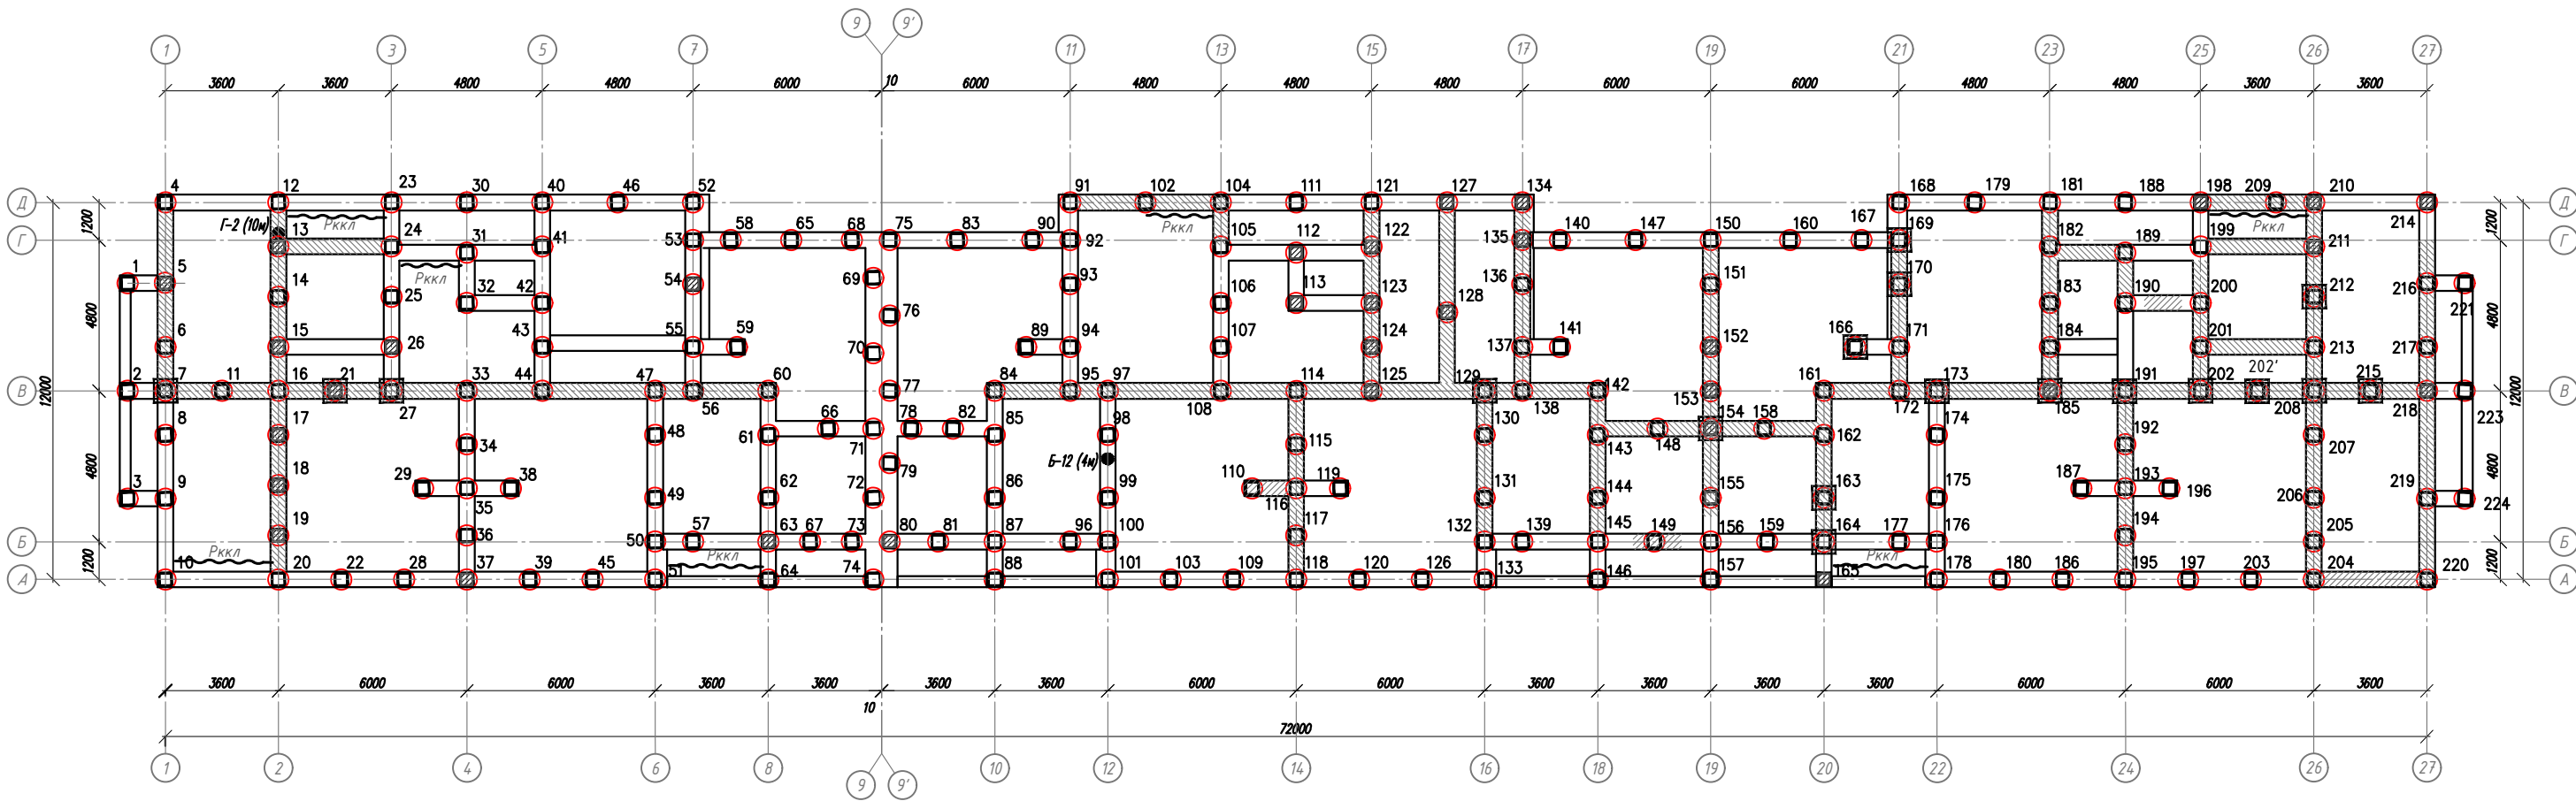 9 9'
1 3 5 7 11 13 15 17 19 21 23 25 26 27
3600 3600 4800 4800 6000 10 6000 4800 4800 4800 6000 6000 4800 4800 3600 3600
4 12 23 30 40 46 52 91 102 104 111 121 127 134 168 179 181 188 198 209 210
Д Д
1200 Г-2 (10м) Рккл Рккл Рккл 214 1200
13 24 31 41 53 58 65 68 75 83 90 92 105 112 122 135 140 147 150 160 167 169 182 189 199 211
Г Г
1 5 Рккл 54 69 93 136 151 170 216 221
14 25 32 42 76 106 113 123 128 183 190 200 212
4800 4800
6 15 26 43 55 59 70 89 94 107 124 137 141 152 166 171 184 201 213 217
12000 12000
2 7 11 16 21 33 44 47 60 77 84 95 97 114 125 129 142 161 173 191 202 202' 215
В В
27 56 108 138 153 172 185 208 218 223
8 17 34 48 61 66 71 78 82 85 98 115 130 143 148 154 158 162 174 192 207
79 Б-12 (4м)
4800 4800
3 9 18 29 35 38 49 62 72 86 99 110 116 119 131 144 155 163 175 187 193 196 206 219 224
19 36 50 57 63 67 73 80 81 87 96 100 117 132 139 145 149 156 159 164 177 176 194 205
Б Б
1200 Рккл Рккл Рккл 1200
10 20 22 28 37 39 45 51 64 74 88 101 103 109 118 120 126 133 146 157 165 178 180 186 195 197 203 204 220
А А
3600 6000 6000 3600 3600 10 3600 3600 6000 6000 3600 3600 3600 3600 6000 6000 3600
72000
1 2 4 6 8 9 9' 10 12 14 16 18 19 20 22 24 26 27